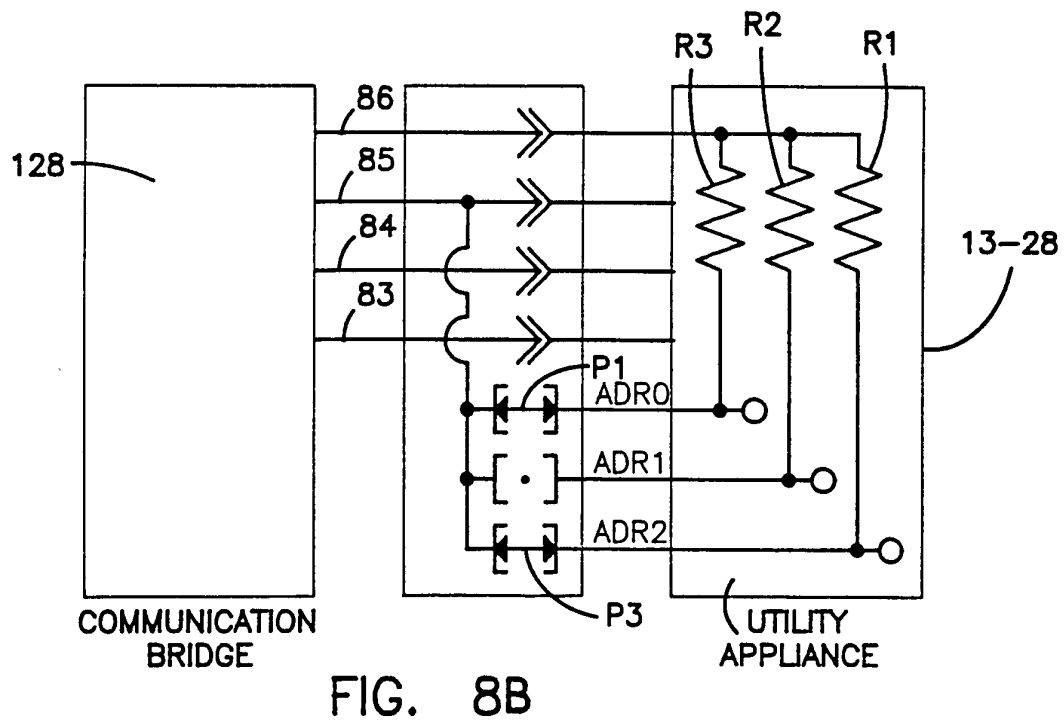 R3
R2
R1
86
128
85
84
13-28
83
P1
ADR0
ADR1
ADR2
P3
COMMUNICATION
BRIDGE
UTILITY
APPLIANCE
FIG. 8B